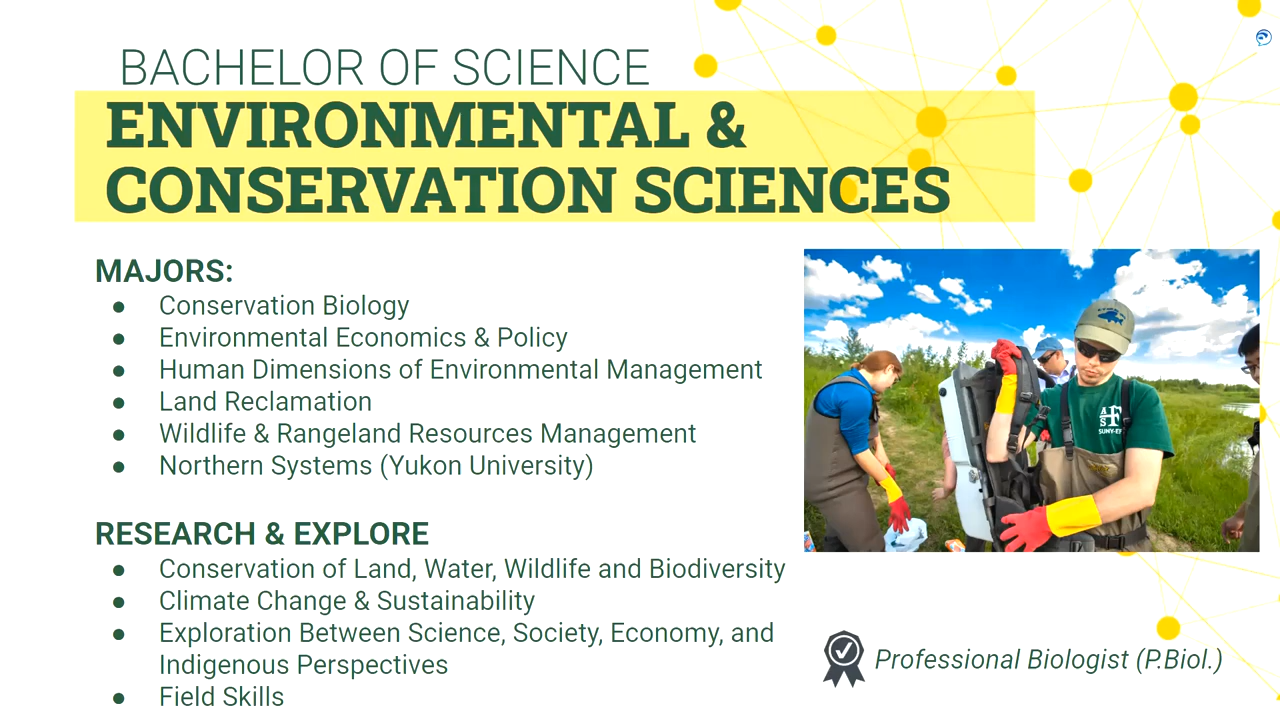 BACHELOR OF SCIENCE
ENVIRONMENTAL &
CONSERVATION SCIENCES
MAJORS:
● Conservation Biology
● Environmental Economics & Policy
● Human Dimensions of Environmental Management
● Land Reclamation
● Wildlife & Rangeland Resources Management
● Northern Systems (Yukon University)
RESEARCH & EXPLORE
● Conservation of Land, Water, Wildlife and Biodiversity
● Climate Change & Sustainability
● Exploration Between Science, Society, Economy, and
Indigenous Perspectives
● Field Skills
Professional Biologist (P.Biol.)